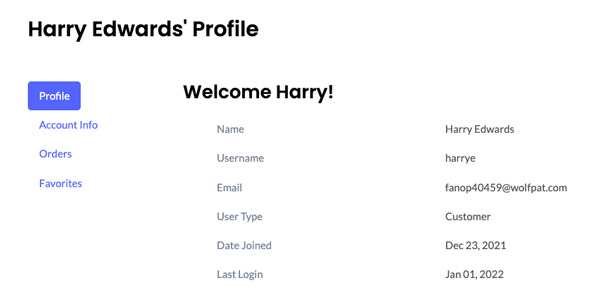 Harry Edwards' Profile
Profile
Account Info
Orders
Favorites
Welcome Harry!
Name Harry Edwards
Username harrye
Email fanop40459@wolfpat.com
User Type Customer
Date Joined Dec 23, 2021
Last Login Jan 01, 2022